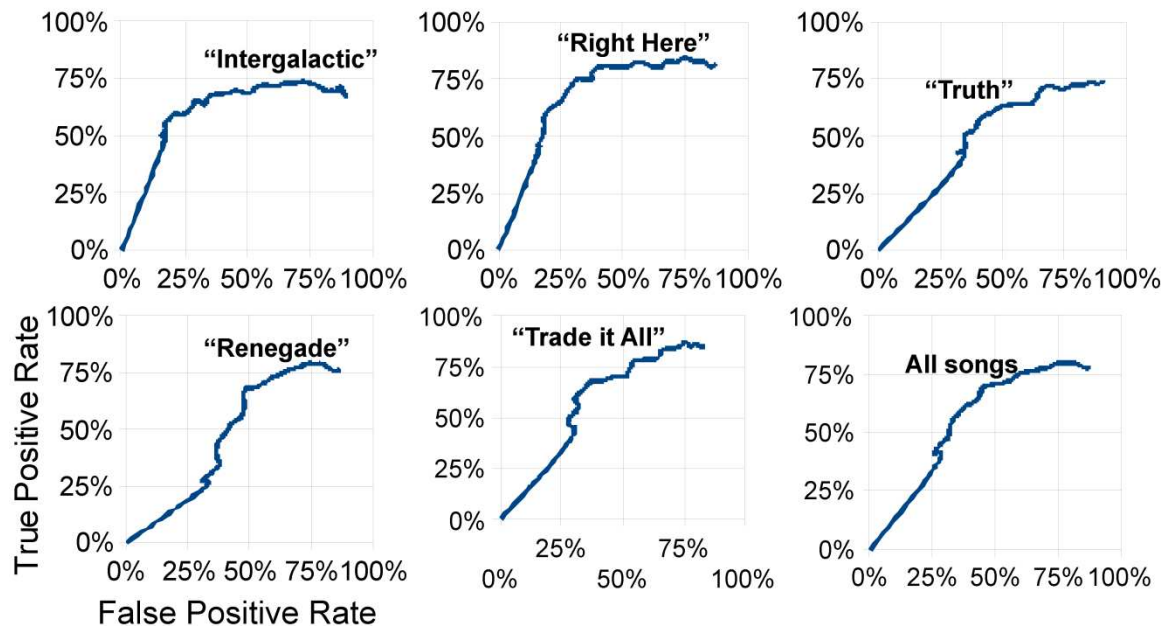 “Intergalactic”
100%
75%
50%
25%
0%
0% 25% 50% 75% 100%
“Right Here”
100%
75%
50%
25%
0%
0% 25% 50% 75% 100%
“Truth”
100%
75%
50%
25%
0%
0% 25% 50% 75% 100%
True Positive Rate
“Renegade”
100%
75%
50%
25%
0%
0% 25% 50% 75% 100%
“Trade it All”
100%
75%
50%
25%
0%
25% 75%
0% 50% 100%
All songs
100%
75%
50%
25%
0%
0% 25% 50% 75% 100%
False Positive Rate